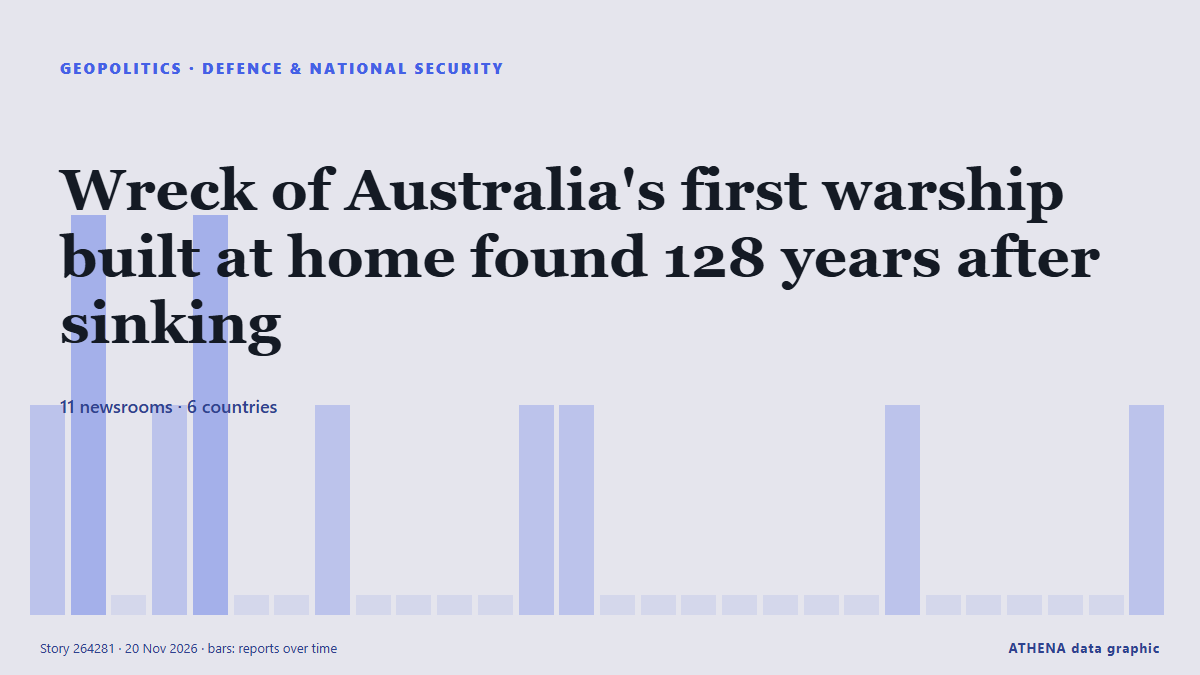 GEOPOLITICS · DEFENCE & NATIONAL SECURITY
Wreck of Australia's first warship
built at home found 128 years after
sinking
11 newsrooms · 6 countries
Story 264281 · 20 Nov 2026 · bars: reports over time
ATHENA data graphic